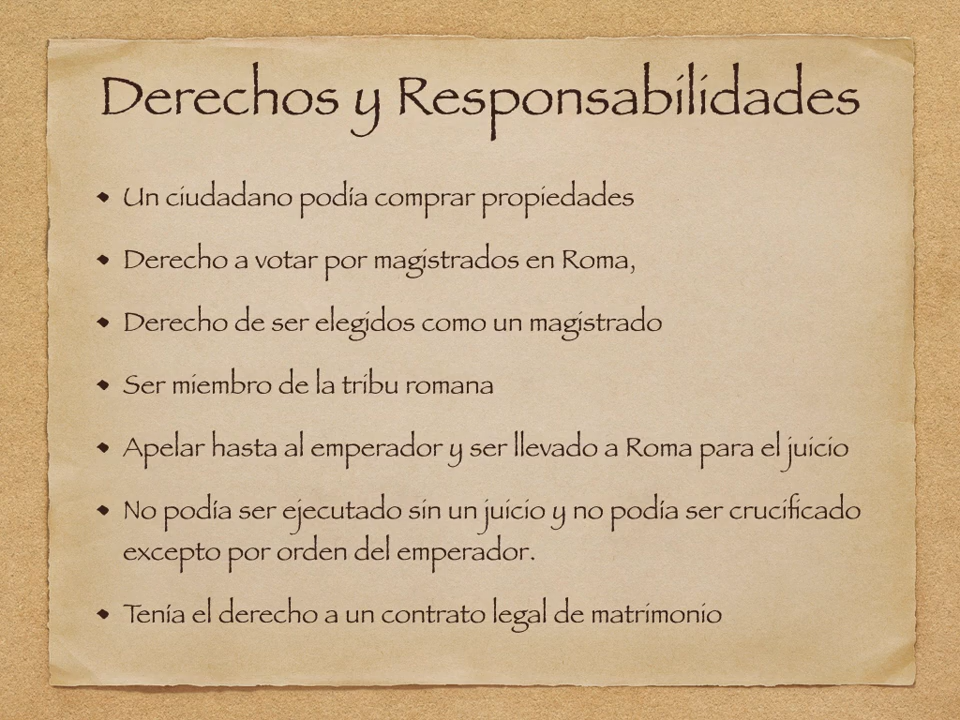 Derechos y Responsabilidades
• Un ciudadano podía comprar propiedades
• Derecho a votar por magistrados en Roma,
• Derecho de ser elegidos como un magistrado
• Ser miembro de la tribu romana
• Apelar hasta al emperador y ser llevado a Roma para el juicio
• No podía ser ejecutado sin un juicio y no podía ser crucificado
excepto por orden del emperador.
• Tenía el derecho a un contrato legal de matrimonio